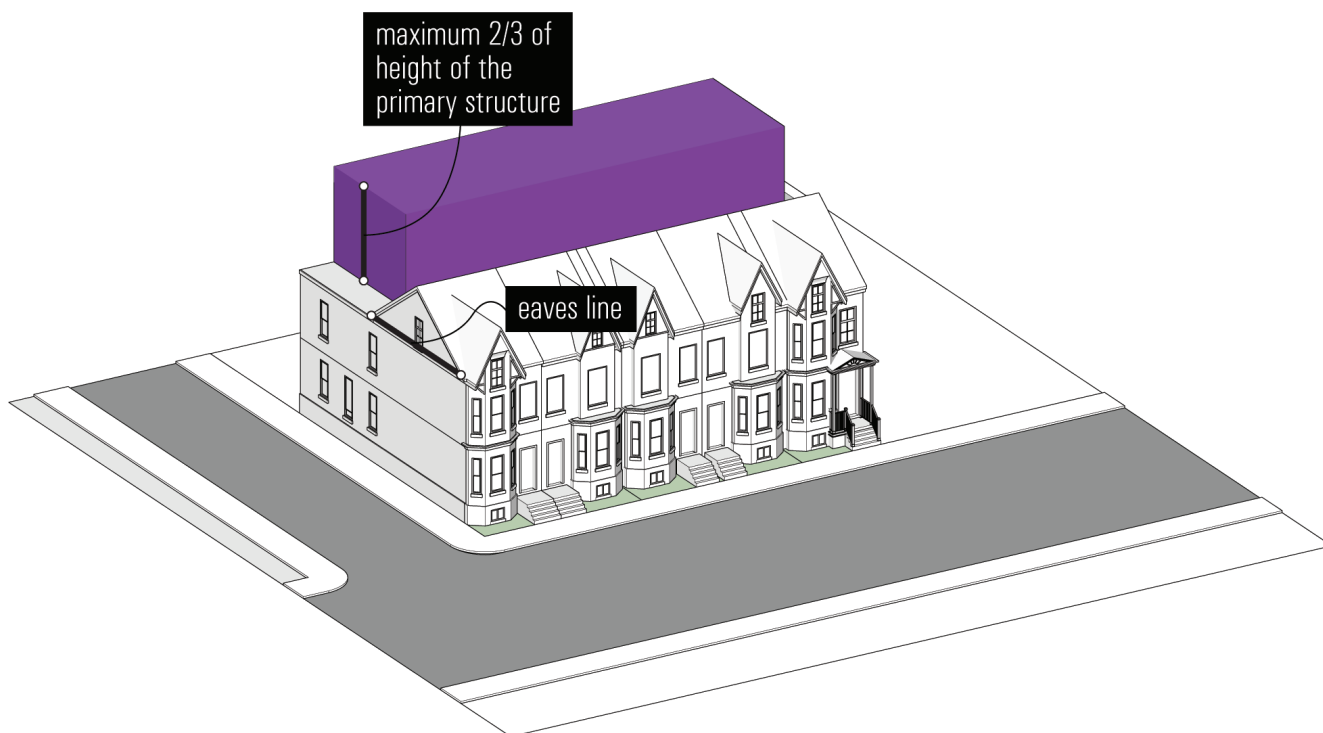 maximum 2/3 of
height of the
primary structure
eaves line